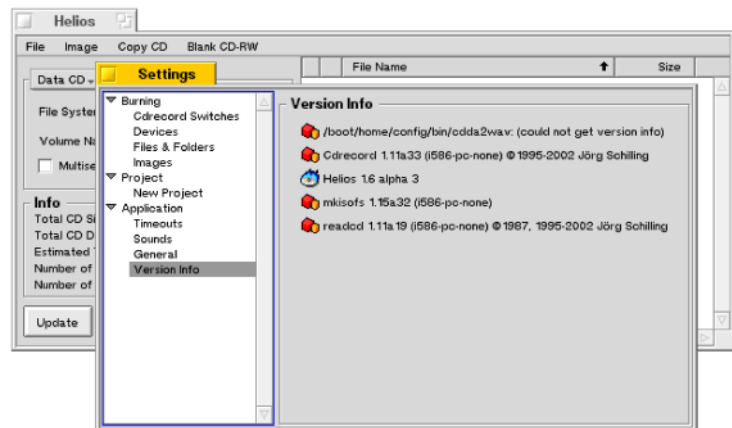 Helios
File Image Copy CD Blank CD-RW
File Name Size
Data CD
Settings
File System
Volume Na
Multise
Info
Total CD Si
Total CD D
Estimated
Number of
Number of
Update
Burning
Cdrecord Switches
Devices
Files & Folders
Images
Project
New Project
Application
Timeouts
Sounds
General
Version Info
Version Info
/boot/home/config/bin/cdda2wav: (could not get version info)
Cdrecord 1.11a33 (i586-pc-none) © 1995-2002 Jörg Schilling
Helios 1.6 alpha 3
mkisofs 1.15a32 (i586-pc-none)
readcd 1.11a19 (i586-pc-none) © 1987, 1995-2002 Jörg Schilling